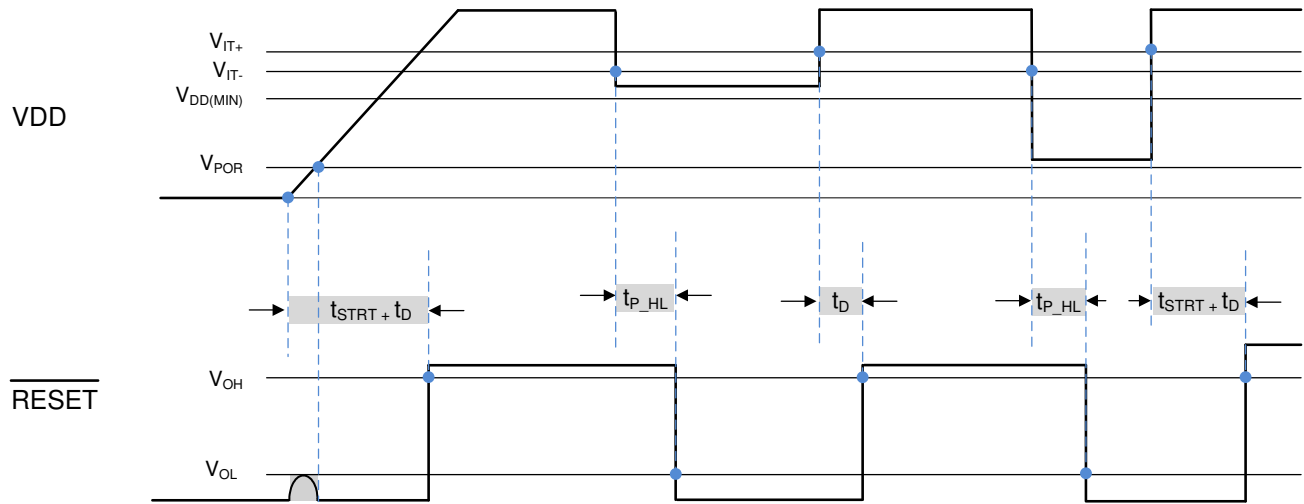 V_IT+
V_IT-
V_DD(MIN)
VDD
V_POR
t_STRT + t_D
t_P_HL
t_D
t_P_HL
t_STRT + t_D
V_OH
RESET
V_OL